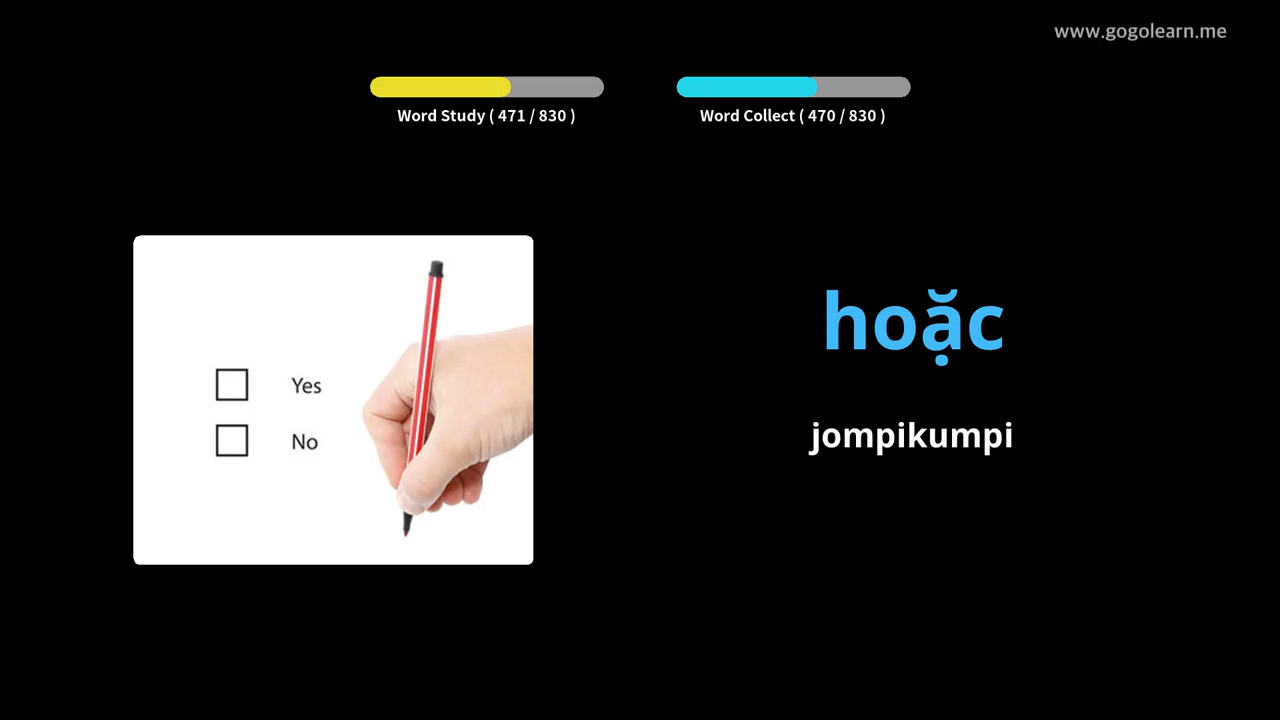 www.gogolearn.me
Word Study ( 471 / 830 )
Word Collect ( 470 / 830 )
Yes
No
hoặc
jompikumpi